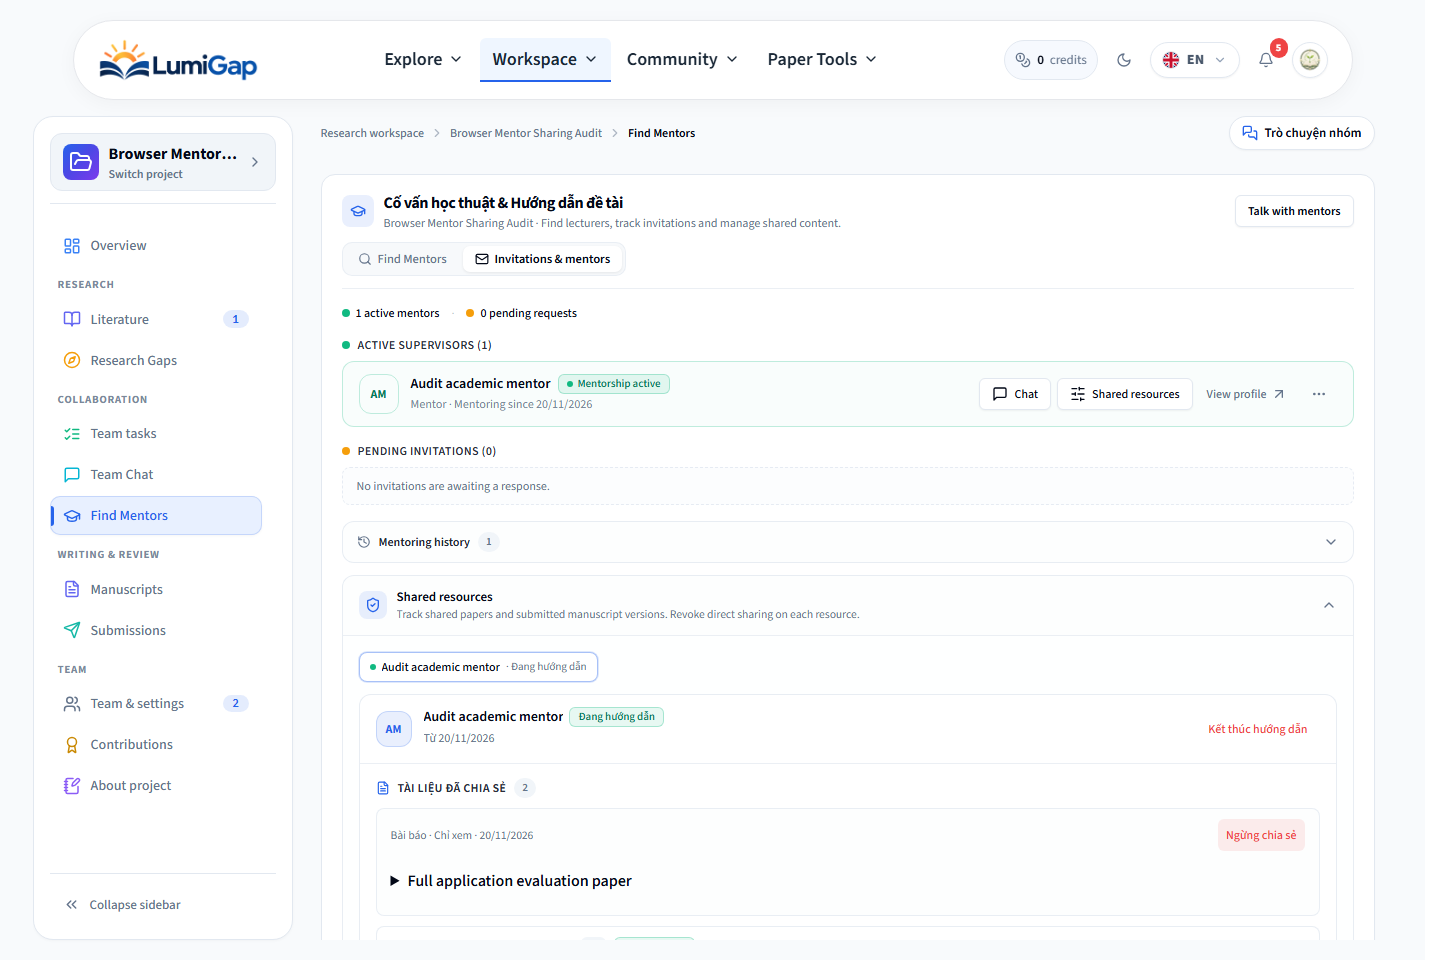 LumiGap
Explore
Workspace
Community
Paper Tools
0 credits
EN
5
Browser Mentor...
Switch project
Overview
RESEARCH
Literature 1
Research Gaps
COLLABORATION
Team tasks
Team Chat
Find Mentors
WRITING & REVIEW
Manuscripts
Submissions
TEAM
Team & settings 2
Contributions
About project
Collapse sidebar
Research workspace > Browser Mentor Sharing Audit > Find Mentors
Trò chuyện nhóm
Cố vấn học thuật & Hướng dẫn đề tài
Browser Mentor Sharing Audit · Find lecturers, track invitations and manage shared content.
Talk with mentors
Find Mentors
Invitations & mentors
1 active mentors · 0 pending requests
ACTIVE SUPERVISORS (1)
AM
Audit academic mentor Mentorship active
Mentor · Mentoring since 20/11/2026
Chat
Shared resources
View profile
PENDING INVITATIONS (0)
No invitations are awaiting a response.
Mentoring history 1
Shared resources
Track shared papers and submitted manuscript versions. Revoke direct sharing on each resource.
Audit academic mentor · Đang hướng dẫn
AM
Audit academic mentor Đang hướng dẫn
Từ 20/11/2026
Kết thúc hướng dẫn
TÀI LIỆU ĐÃ CHIA SẺ 2
Bài báo · Chỉ xem · 20/11/2026
Ngừng chia sẻ
Full application evaluation paper